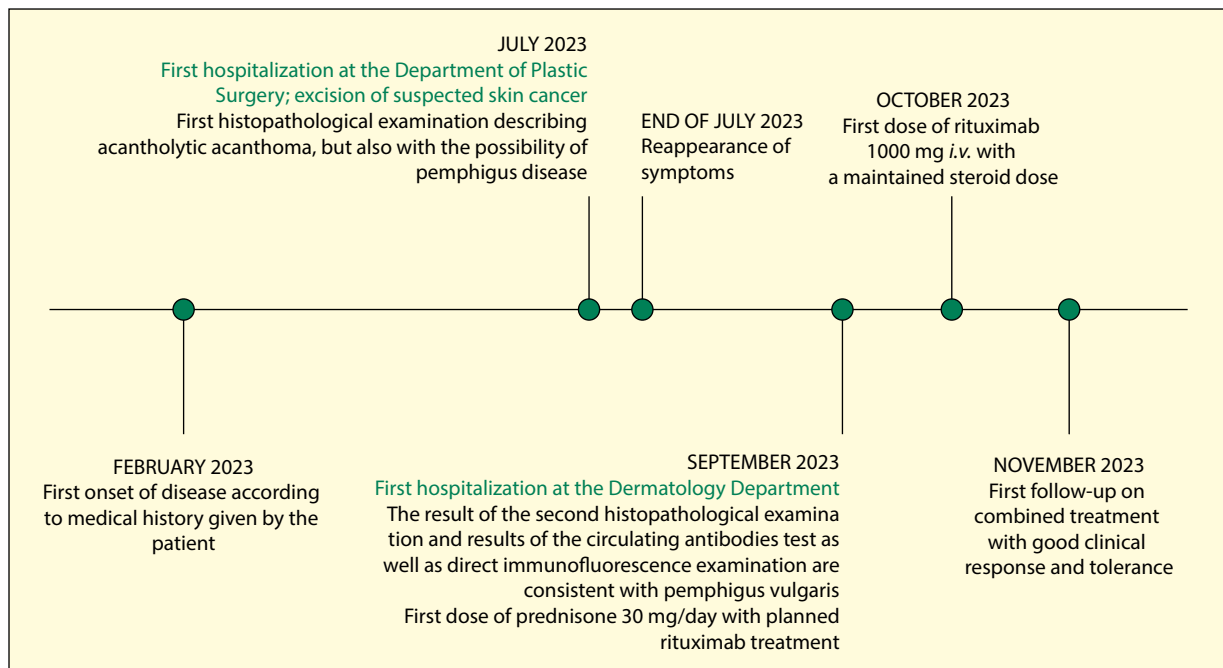 JULY 2023
First hospitalization at the Department of Plastic
Surgery; excision of suspected skin cancer
First histopathological examination describing
acantholytic acanthoma, but also with the possibility of
pemphigus disease
END OF JULY 2023
Reappearance of
symptoms
OCTOBER 2023
First dose of rituximab
1000 mg i.v. with
a maintained steroid dose
FEBRUARY 2023
First onset of disease according
to medical history given by the
patient
SEPTEMBER 2023
First hospitalization at the Dermatology Department
The result of the second histopathological examina
tion and results of the circulating antibodies test as
well as direct immunofluorescence examination are
consistent with pemphigus vulgaris
First dose of prednisone 30 mg/day with planned
rituximab treatment
NOVEMBER 2023
First follow-up on
combined treatment
with good clinical
response and tolerance